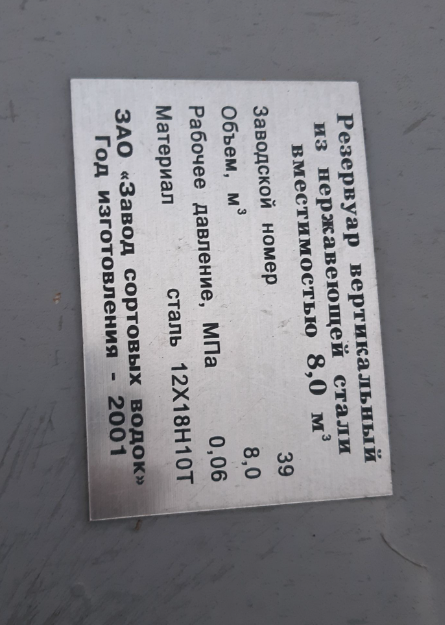 Резервуар вертикальный
из нержавеющей стали
вместимостью 8,0 м³
Заводской номер 39
Объем, м³ 8,0
Рабочее давление, МПа 0,06
Материал сталь 12Х18Н10Т
ЗАО «Завод сортовых водок»
Год изготовления - 2001